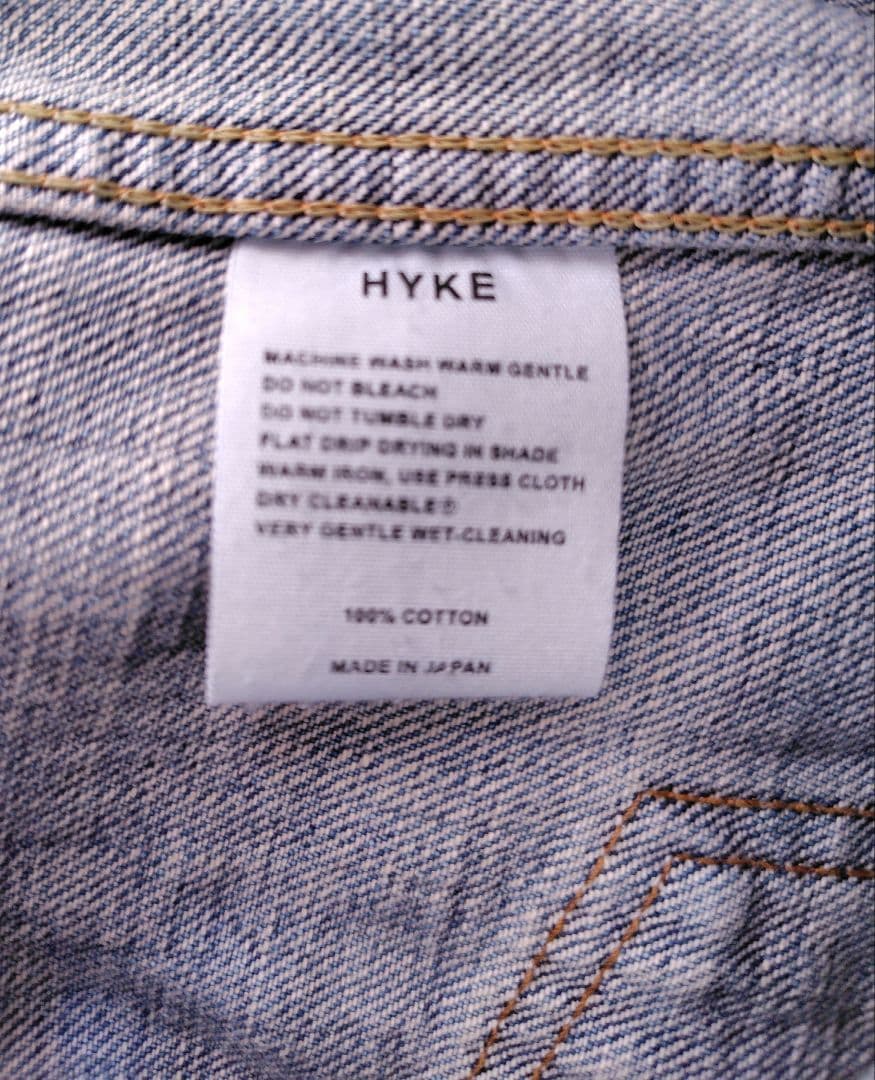 HYKE
MACHINE WASH WARM GENTLE
DO NOT BLEACH
DO NOT TUMBLE DRY
FLAT DRIP DRYING IN SHADE
WARM IRON, USE PRESS CLOTH
DRY CLEANABLE Ⓟ
VERY GENTLE WET-CLEANING
100% COTTON
MADE IN JAPAN